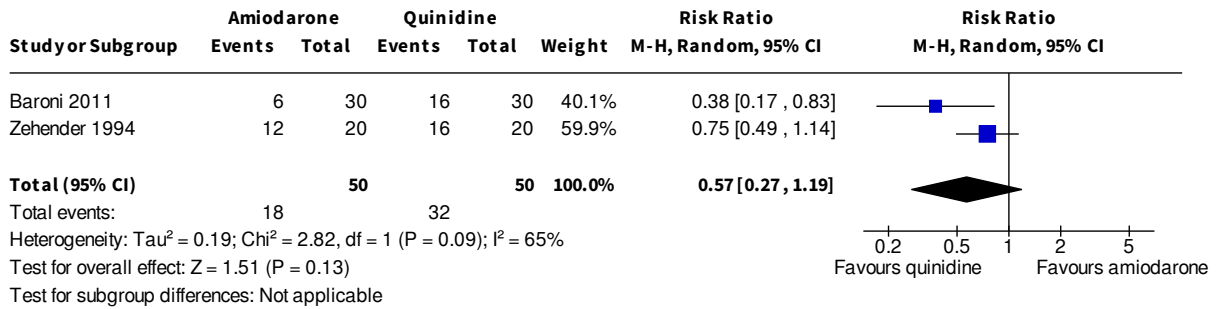 Amiodarone Quinidine Risk Ratio Risk Ratio
Study or Subgroup Events Total Events Total Weight M-H, Random, 95% CI M-H, Random, 95% CI
Baroni 2011 6 30 16 30 40.1% 0.38 [0.17 , 0.83]
Zehender 1994 12 20 16 20 59.9% 0.75 [0.49 , 1.14]
Total (95% CI) 50 50 100.0% 0.57 [0.27 , 1.19]
Total events: 18 32
Heterogeneity: Tau² = 0.19; Chi² = 2.82, df = 1 (P = 0.09); I² = 65%
Test for overall effect: Z = 1.51 (P = 0.13)
Test for subgroup differences: Not applicable
0.2 0.5 1 2 5
Favours quinidine Favours amiodarone